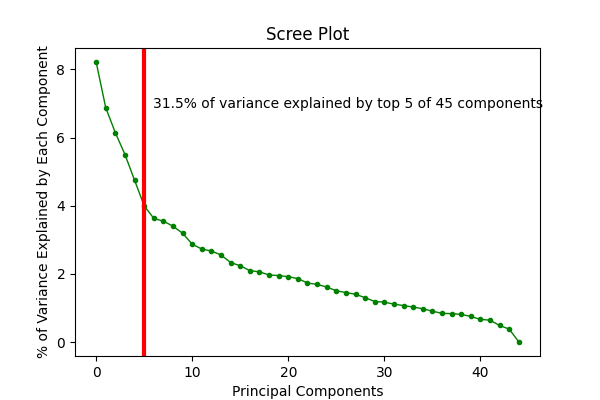 Scree Plot
% of Variance Explained by Each Component
8
6
4
2
0
31.5% of variance explained by top 5 of 45 components
0 10 20 30 40
Principal Components